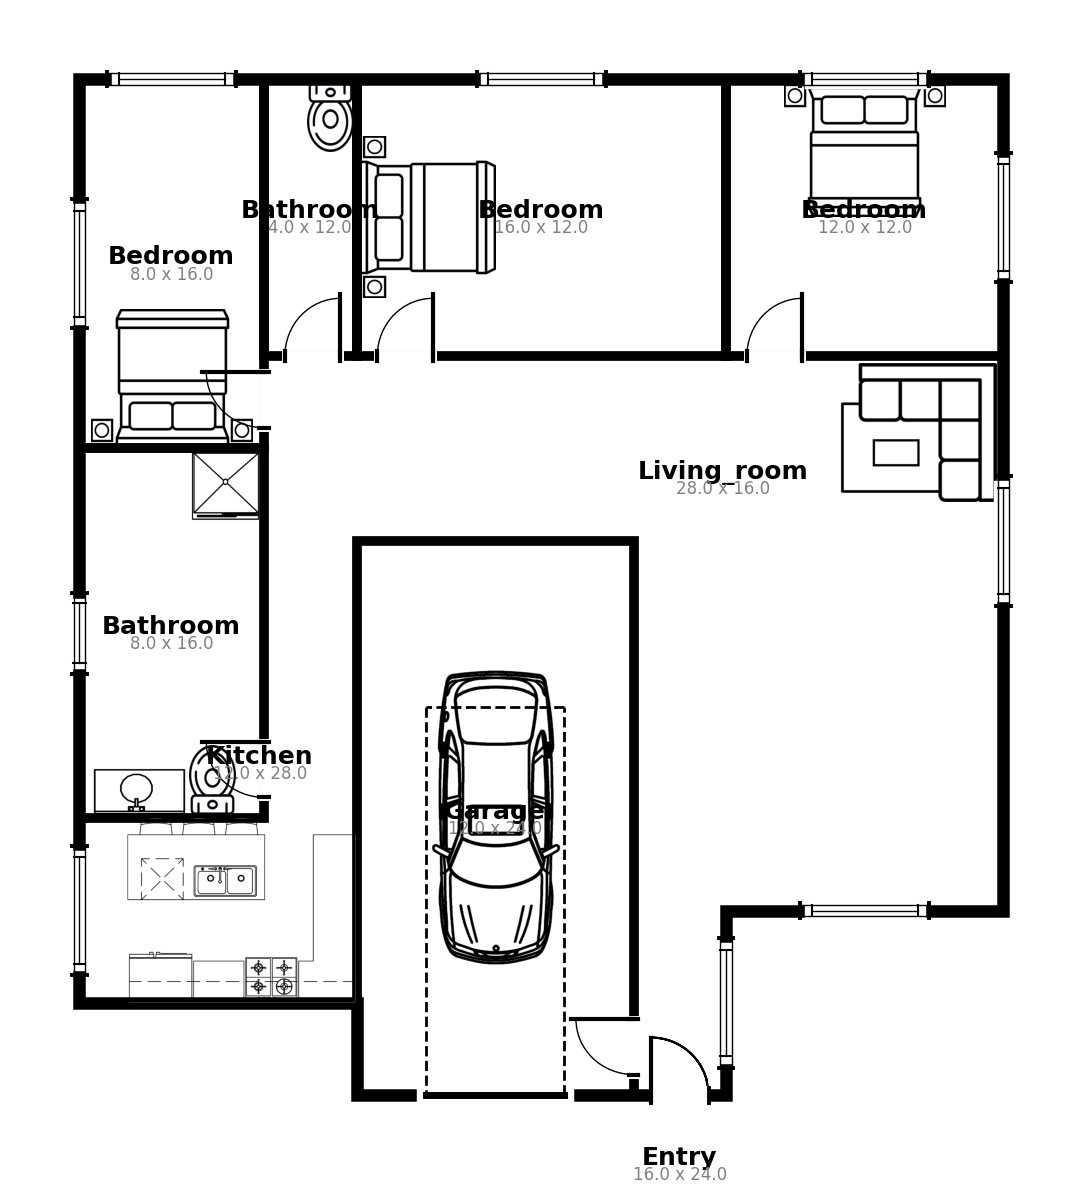 Bathroom
4.0 x 12.0
Bedroom
16.0 x 12.0
Bedroom
12.0 x 12.0
Bedroom
8.0 x 16.0
Living_room
28.0 x 16.0
Bathroom
8.0 x 16.0
Kitchen
12.0 x 28.0
Garage
12.0 x 24.0
Entry
16.0 x 24.0